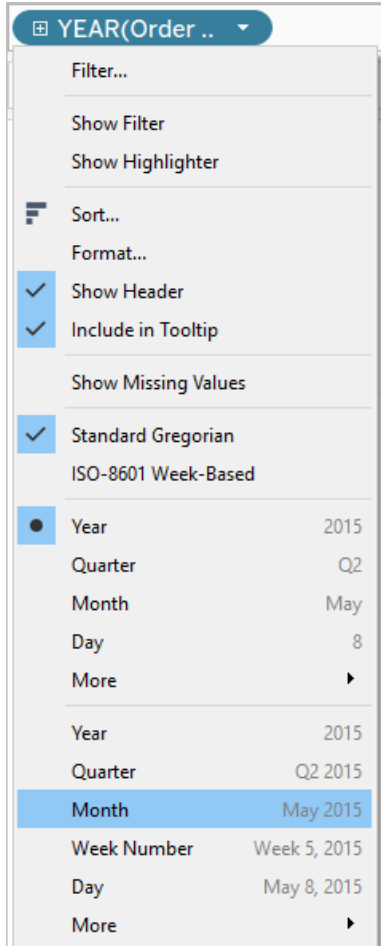 YEAR(Order ..
Filter...
Show Filter
Show Highlighter
Sort...
Format...
Show Header
Include in Tooltip
Show Missing Values
Standard Gregorian
ISO-8601 Week-Based
Year 2015
Quarter Q2
Month May
Day 8
More
Year 2015
Quarter Q2 2015
Month May 2015
Week Number Week 5, 2015
Day May 8, 2015
More